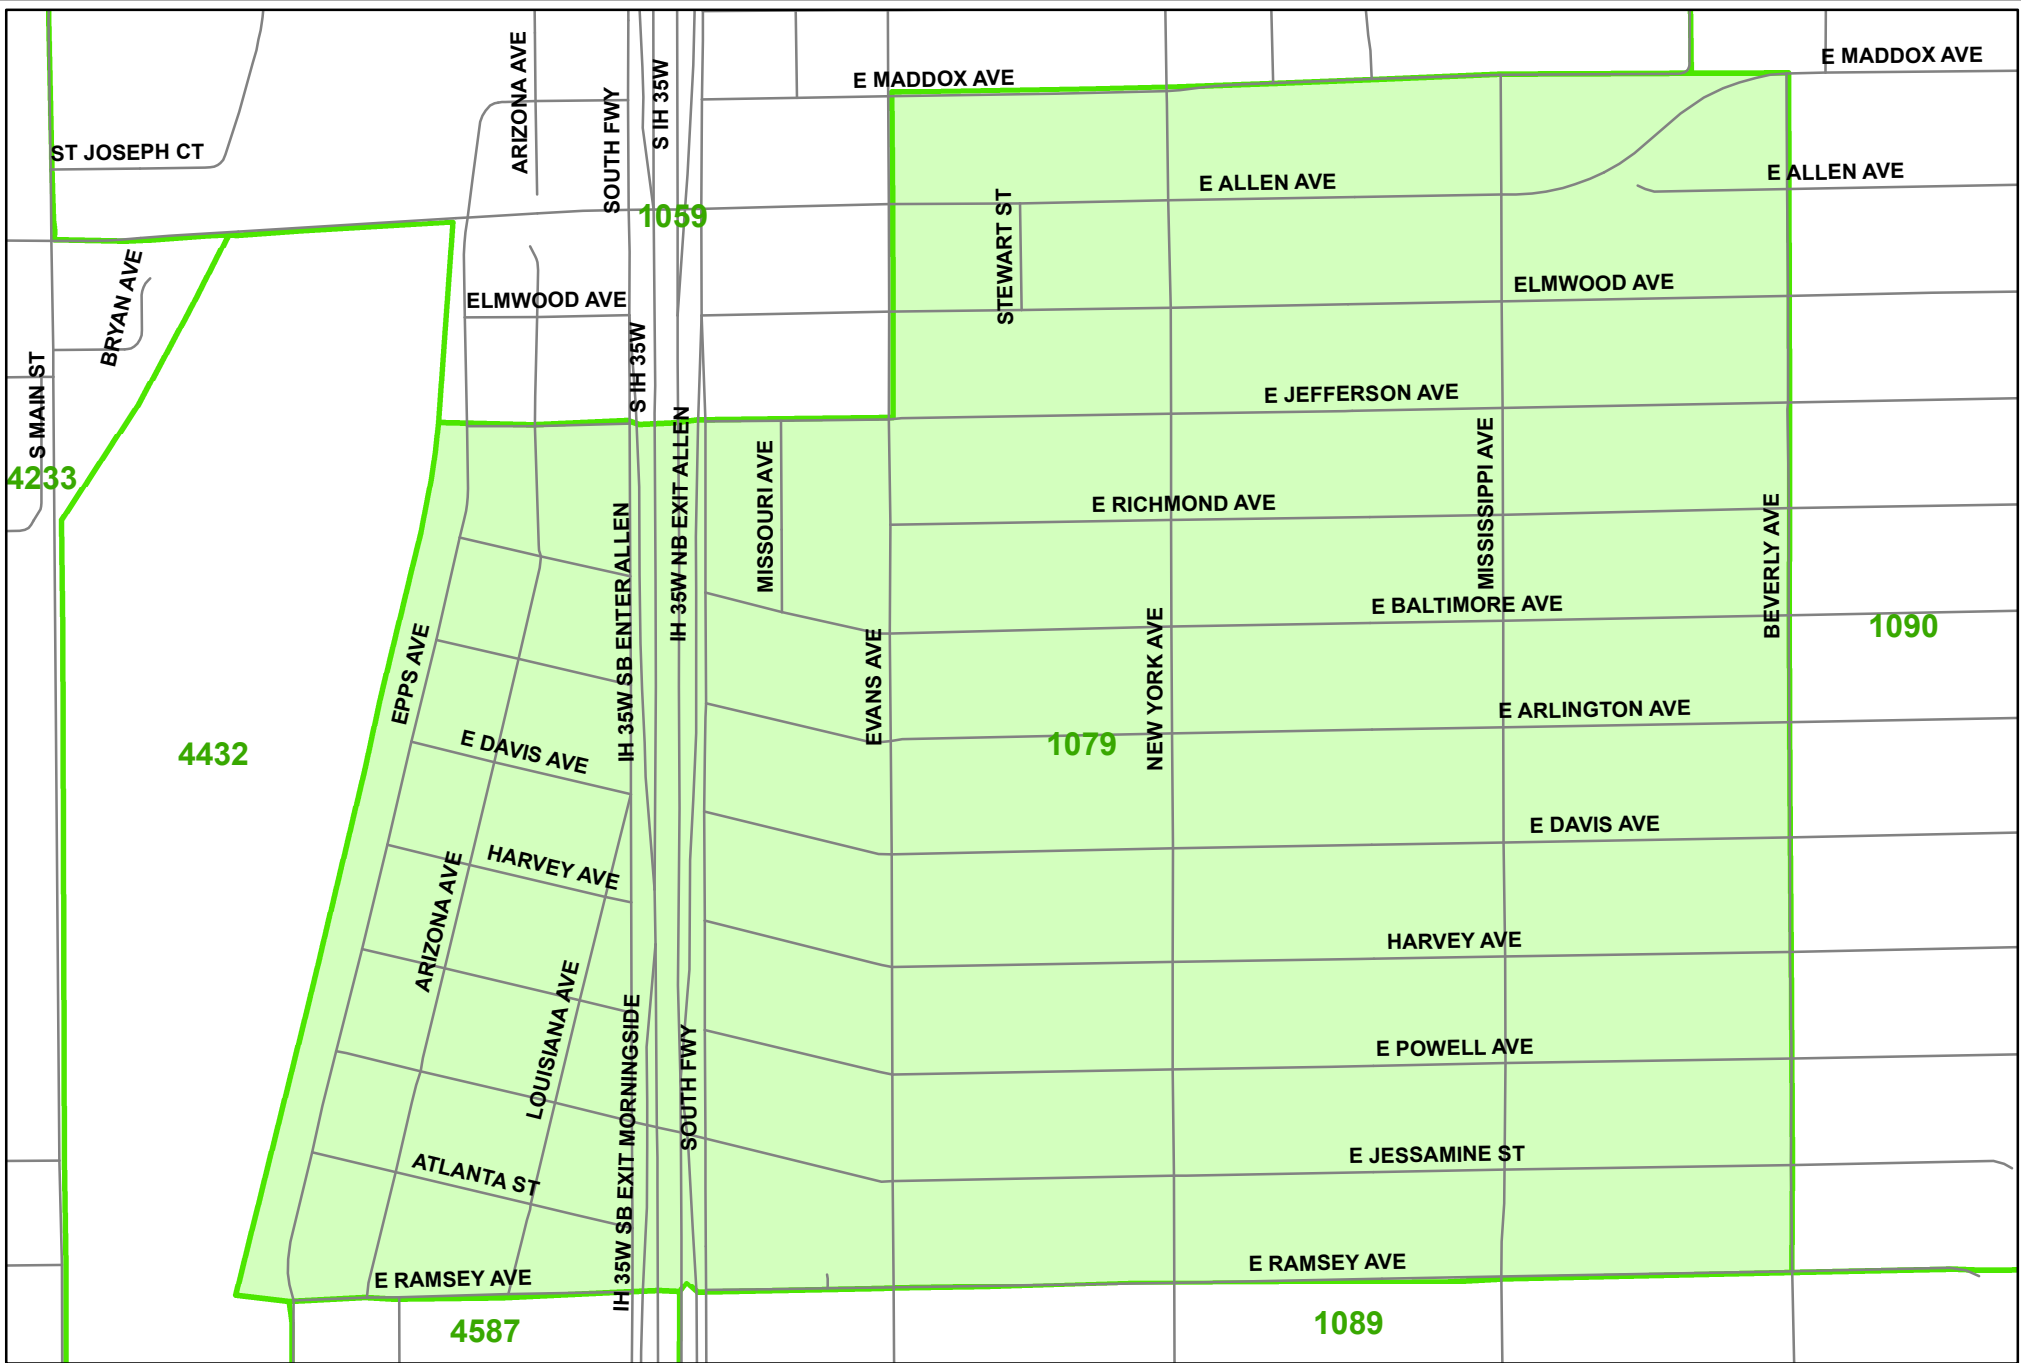 E MADDOX AVE
E MADDOX AVE
ARIZONA AVE
SOUTH FWY
S IH 35W
ST JOSEPH CT
E ALLEN AVE
E ALLEN AVE
1059
STEWART ST
BRYAN AVE
ELMWOOD AVE
ELMWOOD AVE
S IH 35W
S MAIN ST
E JEFFERSON AVE
4233
IH 35W NB EXIT ALLEN
MISSOURI AVE
MISSISSIPPI AVE
E RICHMOND AVE
BEVERLY AVE
IH 35W SB ENTER ALLEN
E BALTIMORE AVE
1090
EPPS AVE
EVANS AVE
NEW YORK AVE
E ARLINGTON AVE
4432
E DAVIS AVE
1079
E DAVIS AVE
HARVEY AVE
ARIZONA AVE
HARVEY AVE
LOUISIANA AVE
IH 35W SB EXIT MORNINGSIDE
SOUTH FWY
E POWELL AVE
ATLANTA ST
E JESSAMINE ST
E RAMSEY AVE
E RAMSEY AVE
4587
1089